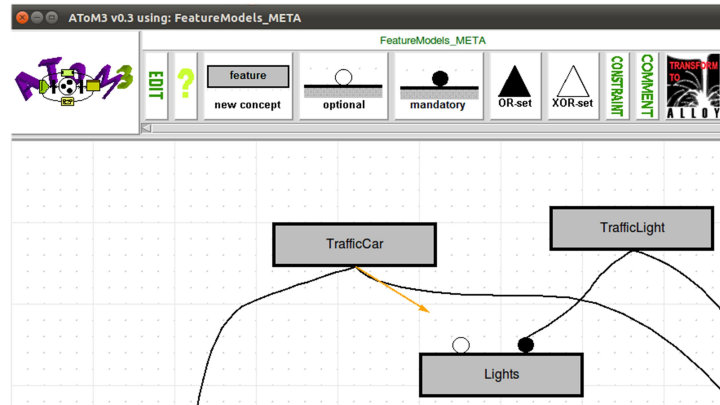 AToM3 v0.3 using: FeatureModels_META
FeatureModels_META
AToM3
EDIT
?
feature
new concept
optional
mandatory
OR-set
XOR-set
CONSTRAINT
COMMENT
TRANSFORM
TO
ALLOY
TrafficCar
TrafficLight
Lights